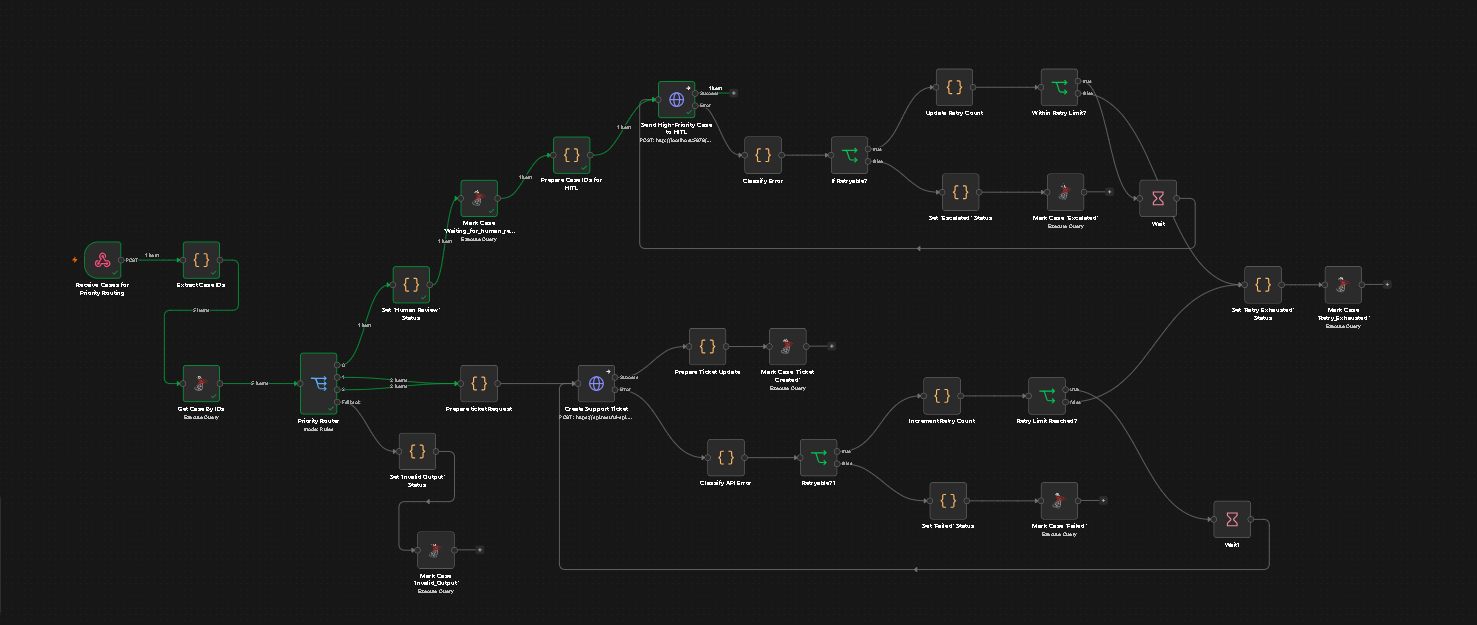 1 item
Success
Error
Send High-Priority Case
to HITL
true
false
Update Retry Count
Within Retry Limit?
1 item
Classify Error
true
false
If Retryable?
Prepare Case IDs for
HITL
1 item
Set 'Escalated' Status
Mark Case 'Escalated'
Execute Query
Wait
Mark Case
Execute Query
1 item
POST
1 item
Receive Cases for
Priority Routing
Extract Case IDs
Set 'Human Review'
Status
Set 'Retry Exhausted'
Status
Mark Case
'Retry_Exhausted'
Execute Query
2 items
1 item
Prepare Ticket Update
Mark Case 'Ticket
Created'
Execute Query
0
1
2 items
2 items
Fallback
Get Case By IDs
Execute Query
Priority Router
mode: Rules
Prepare ticket Request
Success
Error
Create Support Ticket
true
false
Increment Retry Count
Retry Limit Reached?
Set 'Invalid Output'
Status
Classify API Error
true
false
Retryable?1
Set 'Failed' Status
Mark Case 'Failed'
Execute Query
Wait1
Mark Case
'Invalid_Output'
Execute Query